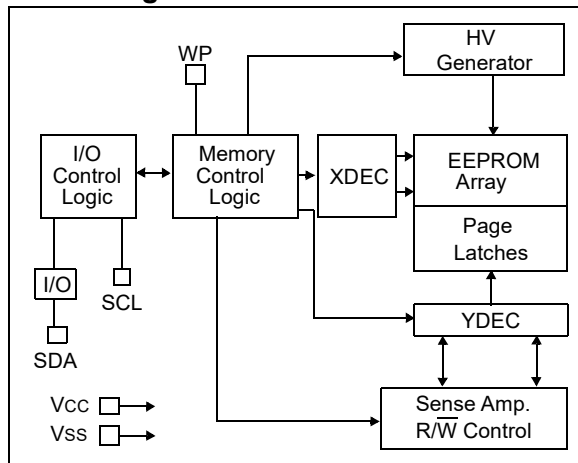 HV
Generator
WP
I/O
Control
Logic
Memory
Control
Logic
XDEC
EEPROM
Array
Page
Latches
I/O
SCL
SDA
YDEC
VCC
VSS
Sense Amp.
R/W̅ Control